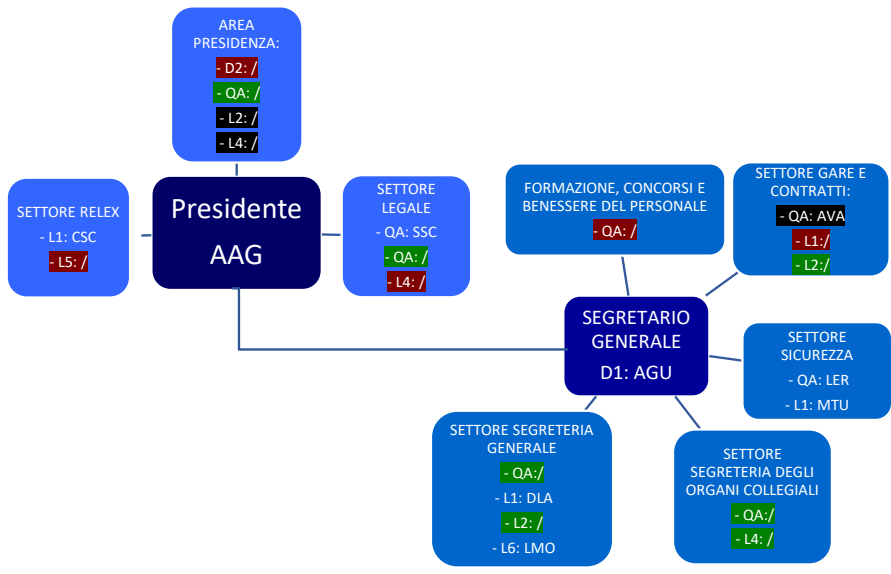 AREA
PRESIDENZA:
- D2: /
- QA: /
- L2: /
- L4: /
SETTORE RELEX
- L1: CSC
- L5: /
Presidente
AAG
SETTORE
LEGALE
- QA: SSC
- QA: /
- L4: /
FORMAZIONE, CONCORSI E
BENESSERE DEL PERSONALE
- QA: /
SETTORE GARE E
CONTRATTI:
- QA: AVA
- L1:/
- L2:/
SEGRETARIO
GENERALE
D1: AGU
SETTORE
SICUREZZA
- QA: LER
- L1: MTU
SETTORE SEGRETERIA
GENERALE
- QA:/
- L1: DLA
- L2: /
- L6: LMO
SETTORE
SEGRETERIA DEGLI
ORGANI COLLEGIALI
- QA:/
- L4: /